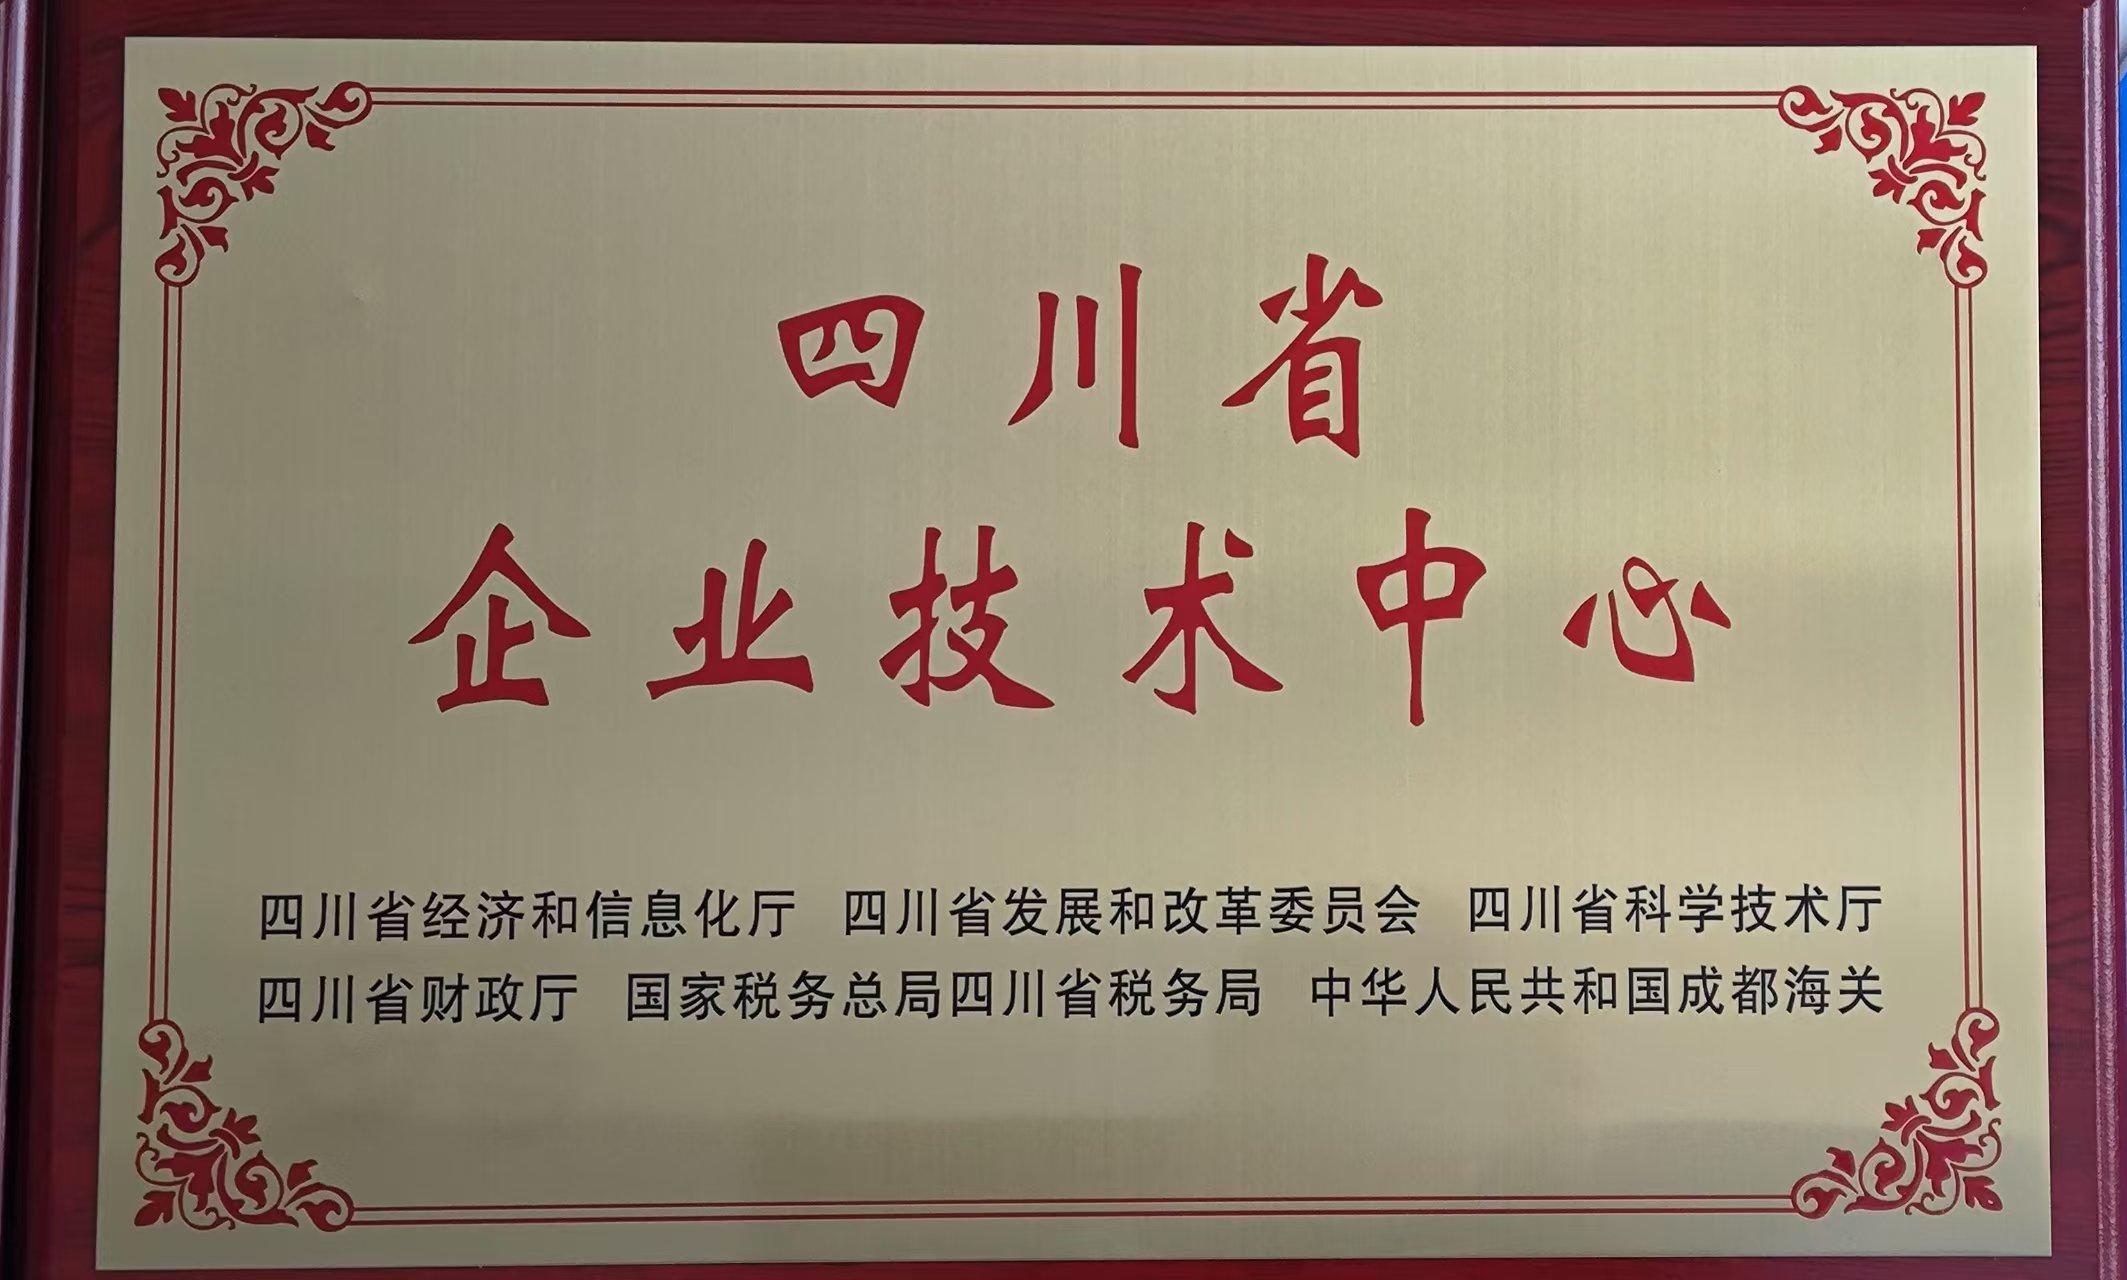 四川省
企业技术中心
四川省经济和信息化厅 四川省发展和改革委员会 四川省科学技术厅
四川省财政厅 国家税务总局四川省税务局 中华人民共和国成都海关